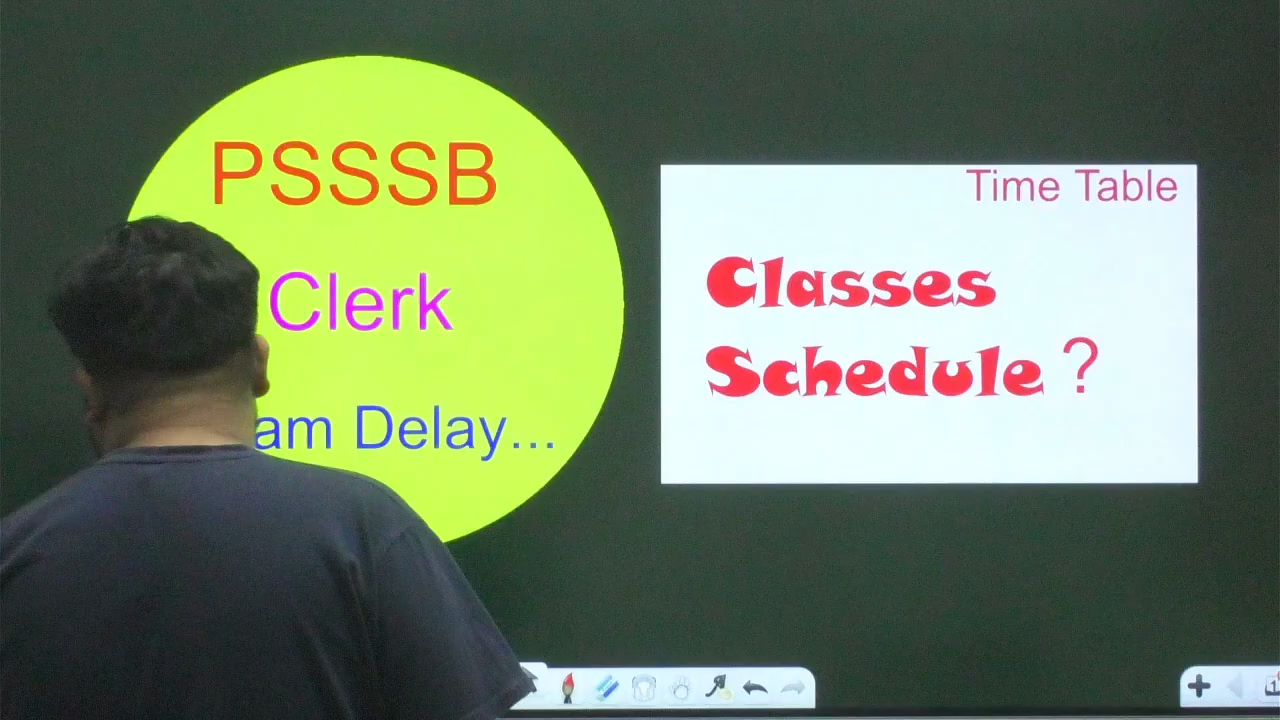 PSSSB
Clerk
am Delay...
Time Table
Classes
Schedule ?